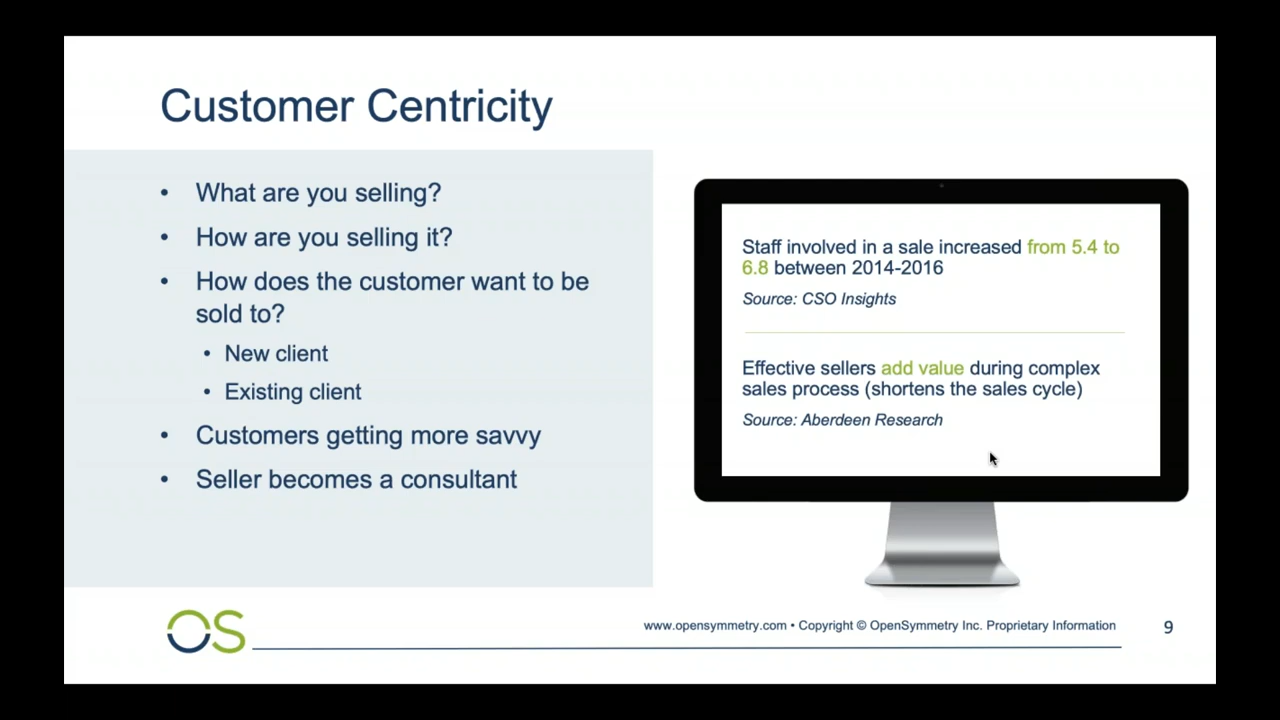 Customer Centricity
• What are you selling?
• How are you selling it?
• How does the customer want to be
sold to?
• New client
• Existing client
• Customers getting more savvy
• Seller becomes a consultant
Staff involved in a sale increased from 5.4 to
6.8 between 2014-2016
Source: CSO Insights
Effective sellers add value during complex
sales process (shortens the sales cycle)
Source: Aberdeen Research
OS
www.opensymmetry.com • Copyright © OpenSymmetry Inc. Proprietary Information
9